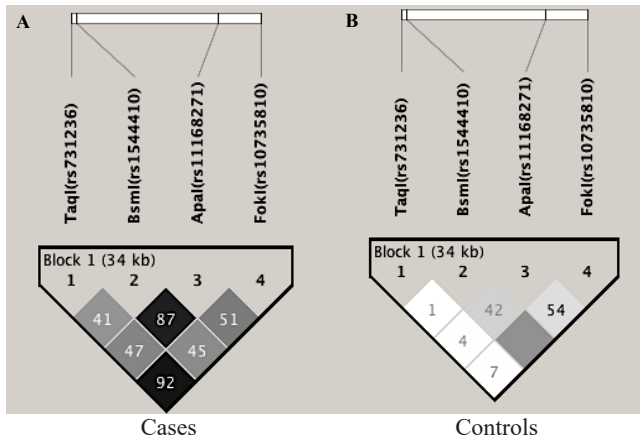 A
TaqI(rs731236)
BsmI(rs1544410)
ApaI(rs11168271)
FokI(rs10735810)
Block 1 (34 kb)
1 2 3 4
41 87 51
47 45
92
Cases
B
TaqI(rs731236)
BsmI(rs1544410)
ApaI(rs11168271)
FokI(rs10735810)
Block 1 (34 kb)
1 2 3 4
1 42 54
4
7
Controls